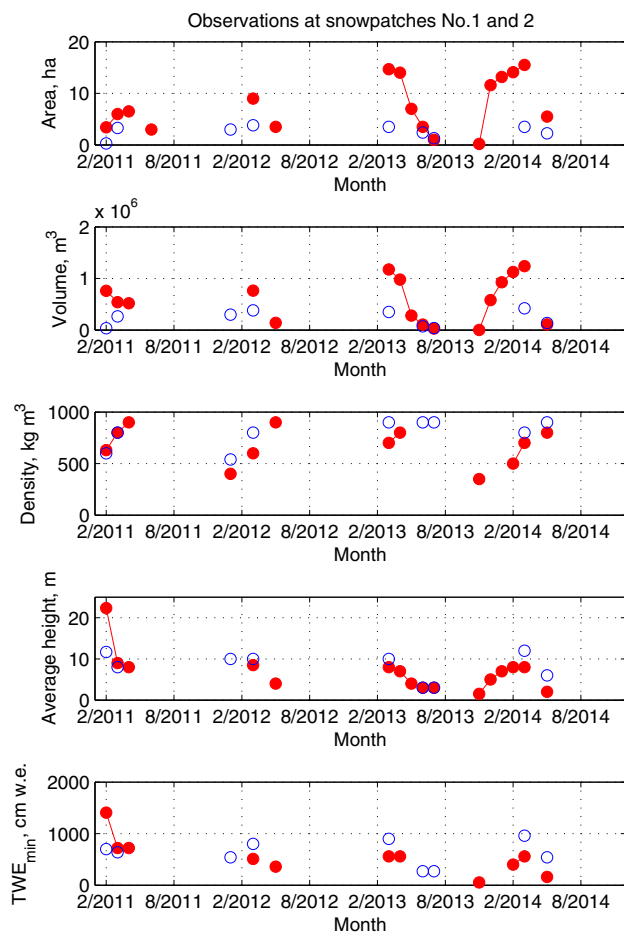 Observations at snowpatches No.1 and 2
Area, ha
20
10
0
2/2011 8/2011 2/2012 8/2012 2/2013 8/2013 2/2014 8/2014
Month
x 10^6
Volume, m^3
2
1
0
2/2011 8/2011 2/2012 8/2012 2/2013 8/2013 2/2014 8/2014
Month
Density, kg m^3
1000
500
0
2/2011 8/2011 2/2012 8/2012 2/2013 8/2013 2/2014 8/2014
Month
Average height, m
20
10
0
2/2011 8/2011 2/2012 8/2012 2/2013 8/2013 2/2014 8/2014
Month
TWE_min, cm w.e.
2000
1000
0
2/2011 8/2011 2/2012 8/2012 2/2013 8/2013 2/2014 8/2014
Month